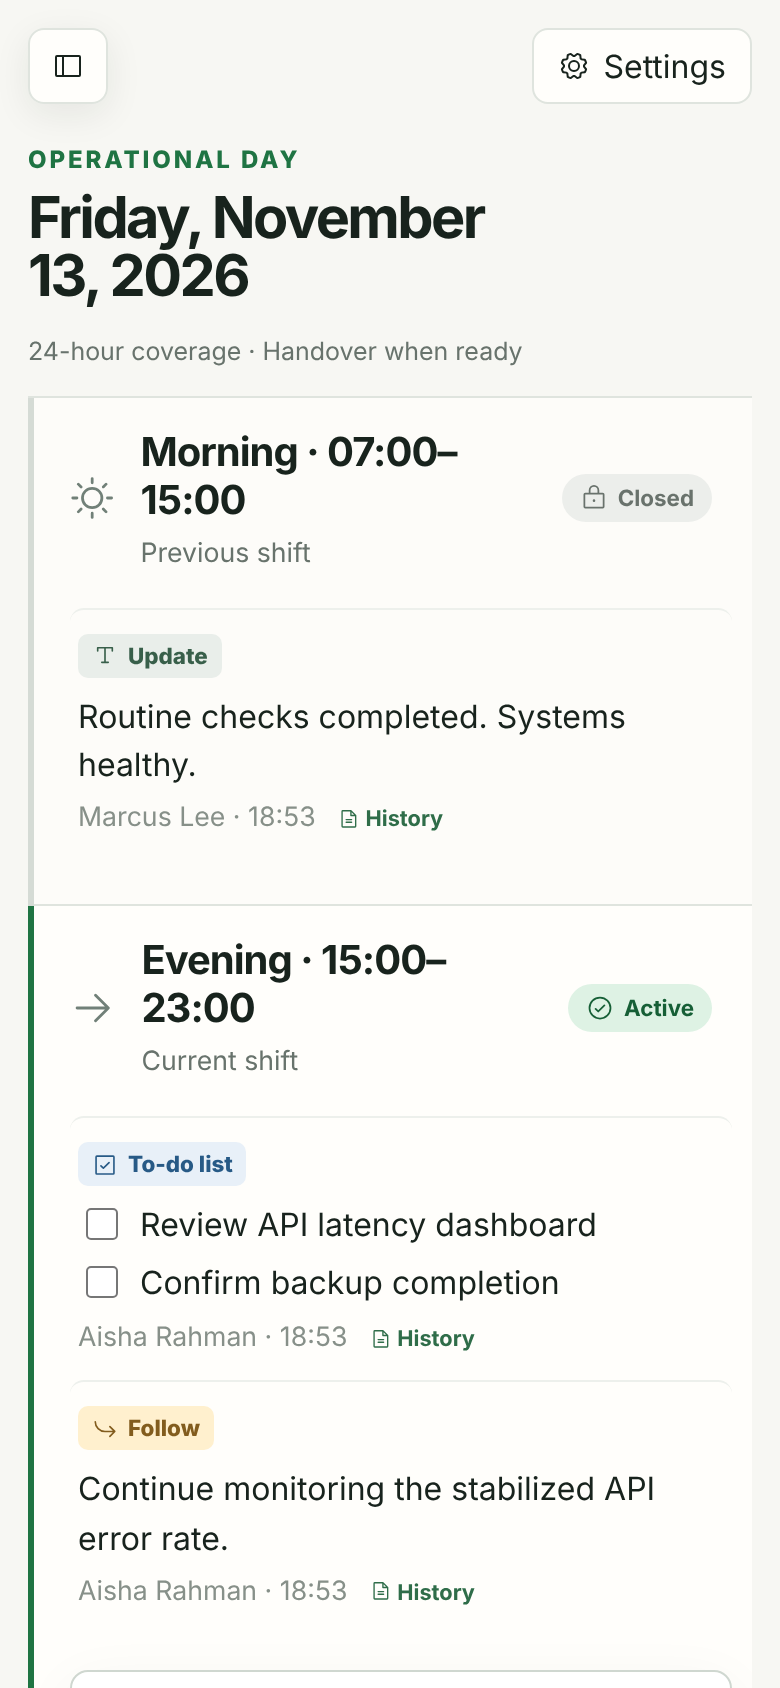 Settings
OPERATIONAL DAY
Friday, November
13, 2026
24-hour coverage · Handover when ready
Morning · 07:00–
15:00
Closed
Previous shift
Update
Routine checks completed. Systems
healthy.
Marcus Lee · 18:53 History
Evening · 15:00–
23:00
Active
Current shift
To-do list
Review API latency dashboard
Confirm backup completion
Aisha Rahman · 18:53 History
Follow
Continue monitoring the stabilized API
error rate.
Aisha Rahman · 18:53 History